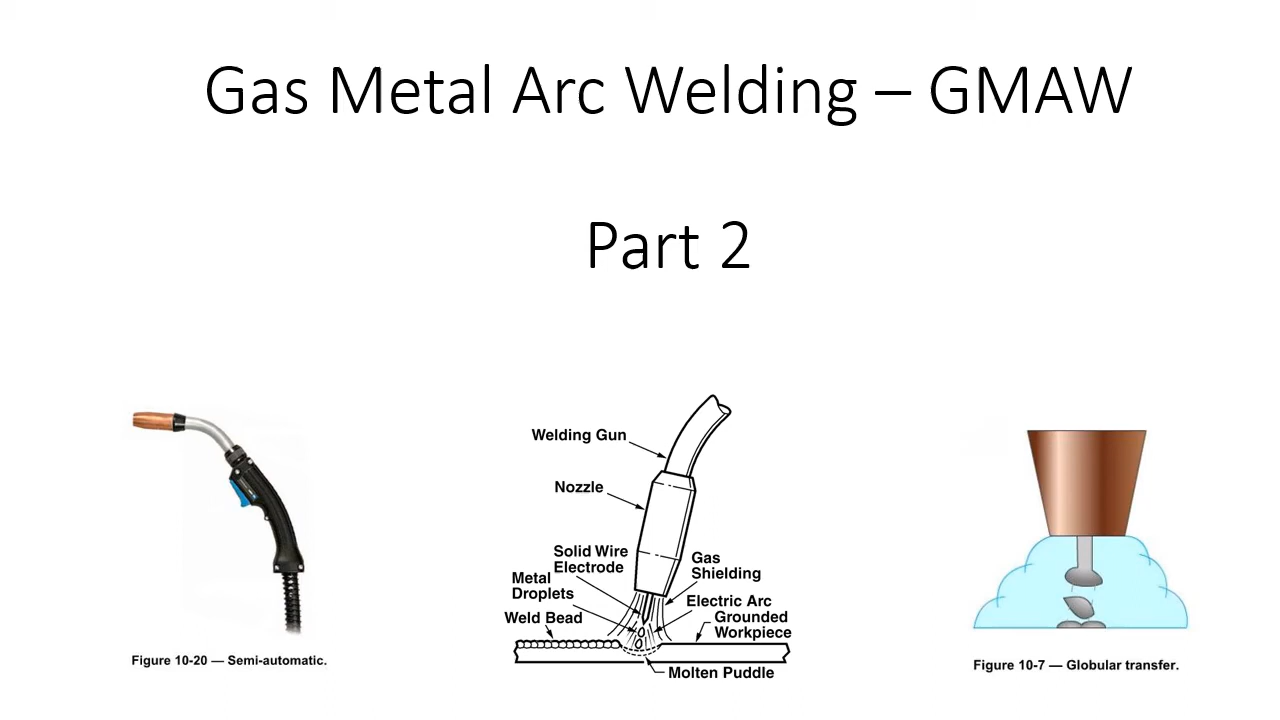 Gas Metal Arc Welding – GMAW
Part 2
Welding Gun
Nozzle
Solid Wire
Electrode
Metal
Droplets
Weld Bead
Gas
Shielding
Electric Arc
Grounded
Workpiece
Molten Puddle
Figure 10-20 — Semi-automatic.
Figure 10-7 — Globular transfer.